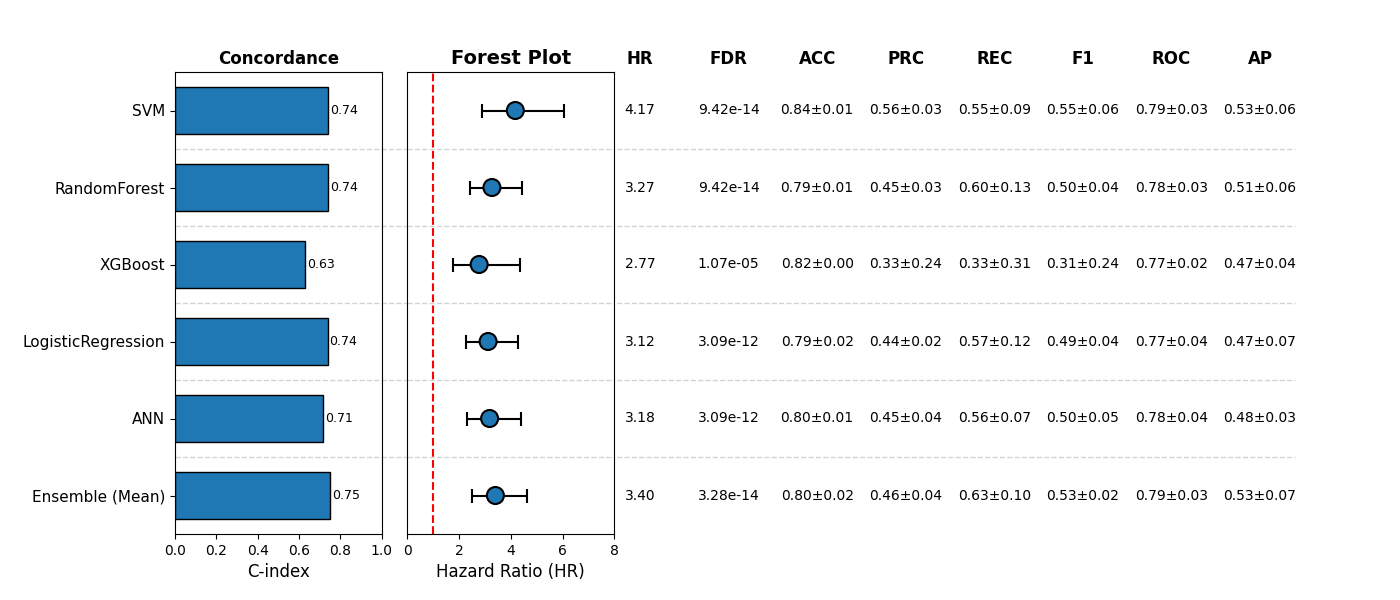 Concordance Forest Plot HR FDR ACC PRC REC F1 ROC AP
SVM 0.74 4.17 9.42e-14 0.84±0.01 0.56±0.03 0.55±0.09 0.55±0.06 0.79±0.03 0.53±0.06
RandomForest 0.74 3.27 9.42e-14 0.79±0.01 0.45±0.03 0.60±0.13 0.50±0.04 0.78±0.03 0.51±0.06
XGBoost 0.63 2.77 1.07e-05 0.82±0.00 0.33±0.24 0.33±0.31 0.31±0.24 0.77±0.02 0.47±0.04
LogisticRegression 0.74 3.12 3.09e-12 0.79±0.02 0.44±0.02 0.57±0.12 0.49±0.04 0.77±0.04 0.47±0.07
ANN 0.71 3.18 3.09e-12 0.80±0.01 0.45±0.04 0.56±0.07 0.50±0.05 0.78±0.04 0.48±0.03
Ensemble (Mean) 0.75 3.40 3.28e-14 0.80±0.02 0.46±0.04 0.63±0.10 0.53±0.02 0.79±0.03 0.53±0.07
0.0 0.2 0.4 0.6 0.8 1.0 0 2 4 6 8
C-index Hazard Ratio (HR)